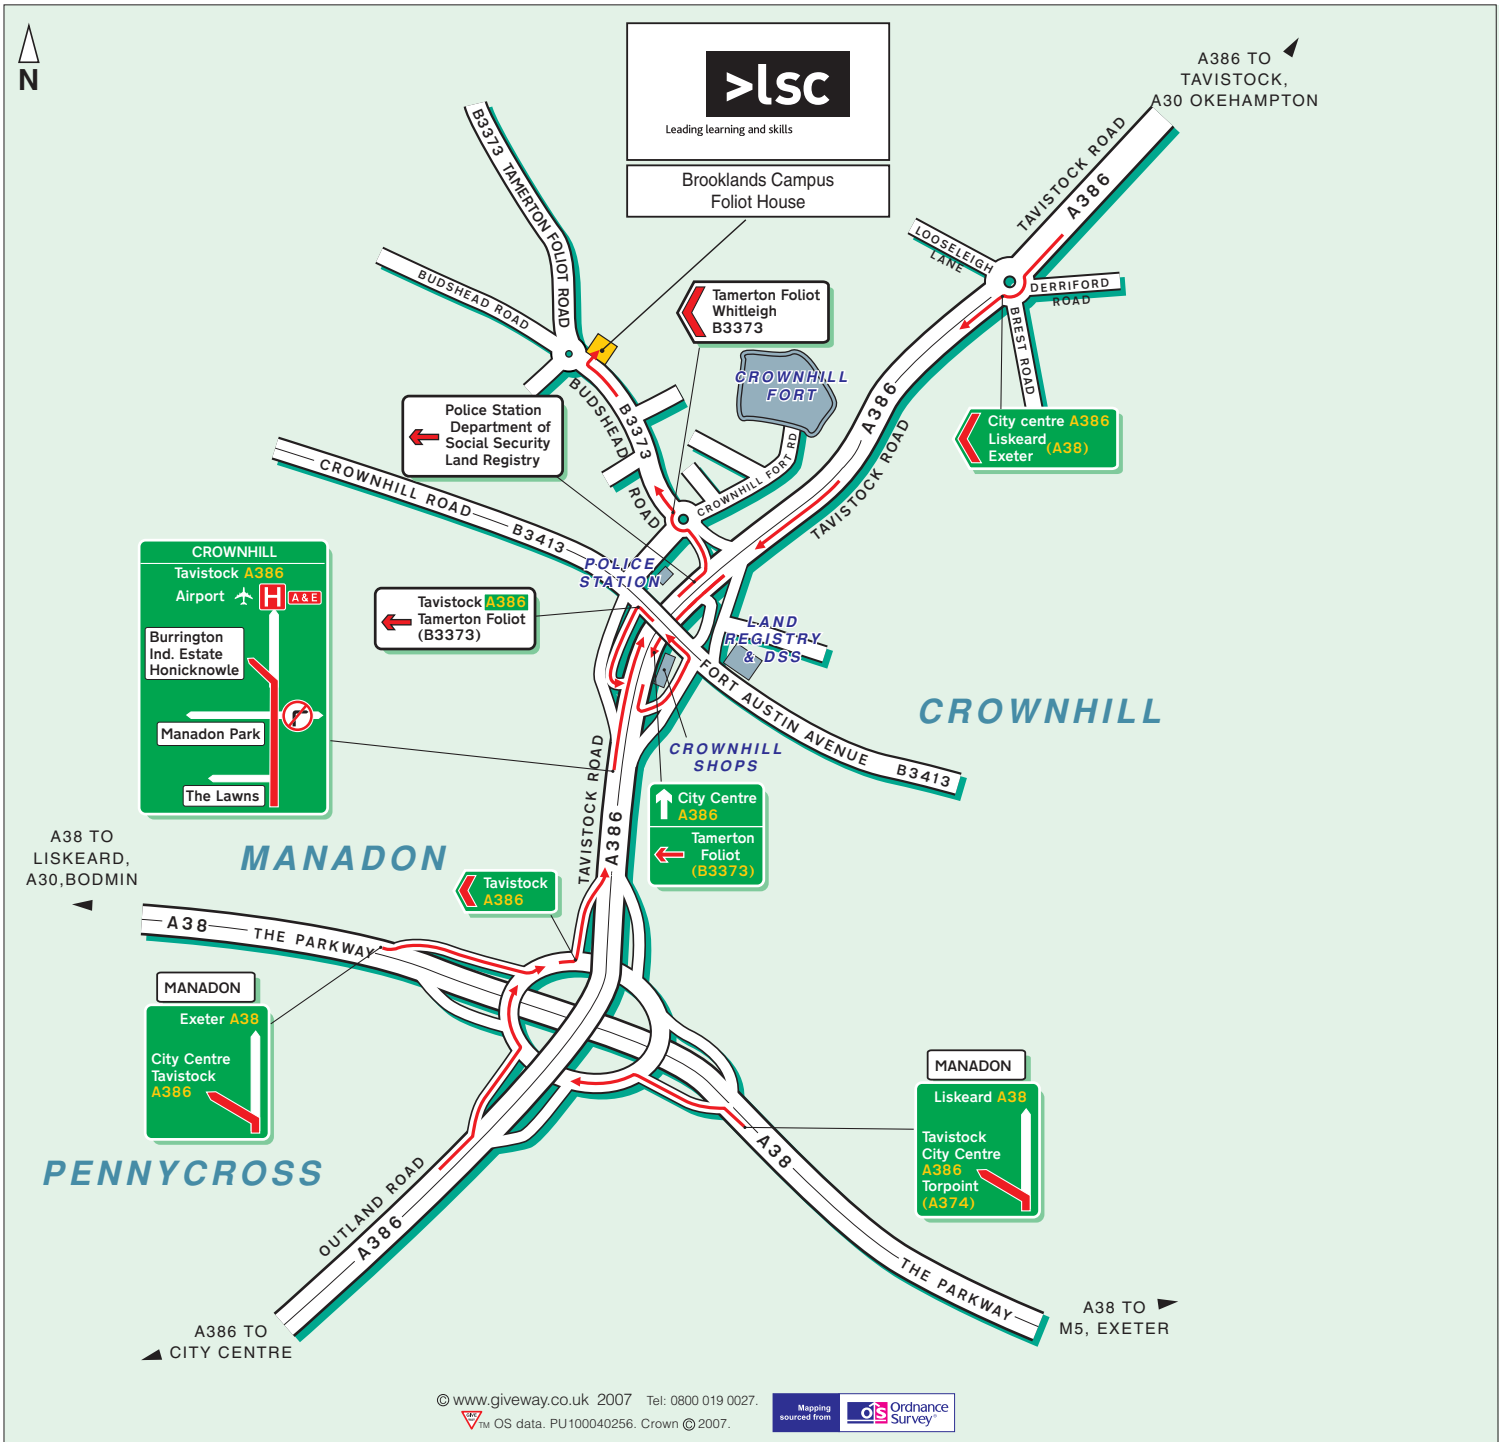 N
>lsc
Leading learning and skills
Brooklands Campus
Foliot House
A386 TO
TAVISTOCK,
A30 OKEHAMPTON
TAVISTOCK ROAD
A386
LOOSELEIGH
LANE
DERRIFORD
ROAD
BREST ROAD
B3373 TAMERTON FOLIOT ROAD
BUDSHEAD ROAD
Tamerton Foliot
Whitleigh
B3373
CROWNHILL
FORT
A386
TAVISTOCK ROAD
City centre A386
Liskeard
Exeter (A38)
BUDSHEAD
ROAD
B3373
Police Station
Department of
Social Security
Land Registry
CROWNHILL FORT RD
CROWNHILL ROAD
B3413
POLICE
STATION
CROWNHILL
Tavistock A386
Airport H A & E
Burrington
Ind. Estate
Honicknowle
Manadon Park
The Lawns
Tavistock A386
Tamerton Foliot
(B3373)
LAND
REGISTRY
& DSS
FORT AUSTIN AVENUE
B3413
CROWNHILL
CROWNHILL
SHOPS
TAVISTOCK ROAD
A386
City Centre
A386
Tamerton
Foliot
(B3373)
A38 TO
LISKEARD,
A30,BODMIN
MANADON
Tavistock
A386
A38
THE PARKWAY
MANADON
Exeter A38
City Centre
Tavistock
A386
PENNYCROSS
MANADON
Liskeard A38
Tavistock
City Centre
A386
Torpoint
(A374)
A38
THE PARKWAY
OUTLAND ROAD
A386
A386 TO
CITY CENTRE
A38 TO
M5, EXETER
© www.giveway.co.uk 2007 Tel: 0800 019 0027.
GIVE
TM OS data. PU100040256. Crown © 2007.
Mapping
sourced from
OS
Ordnance
Survey®